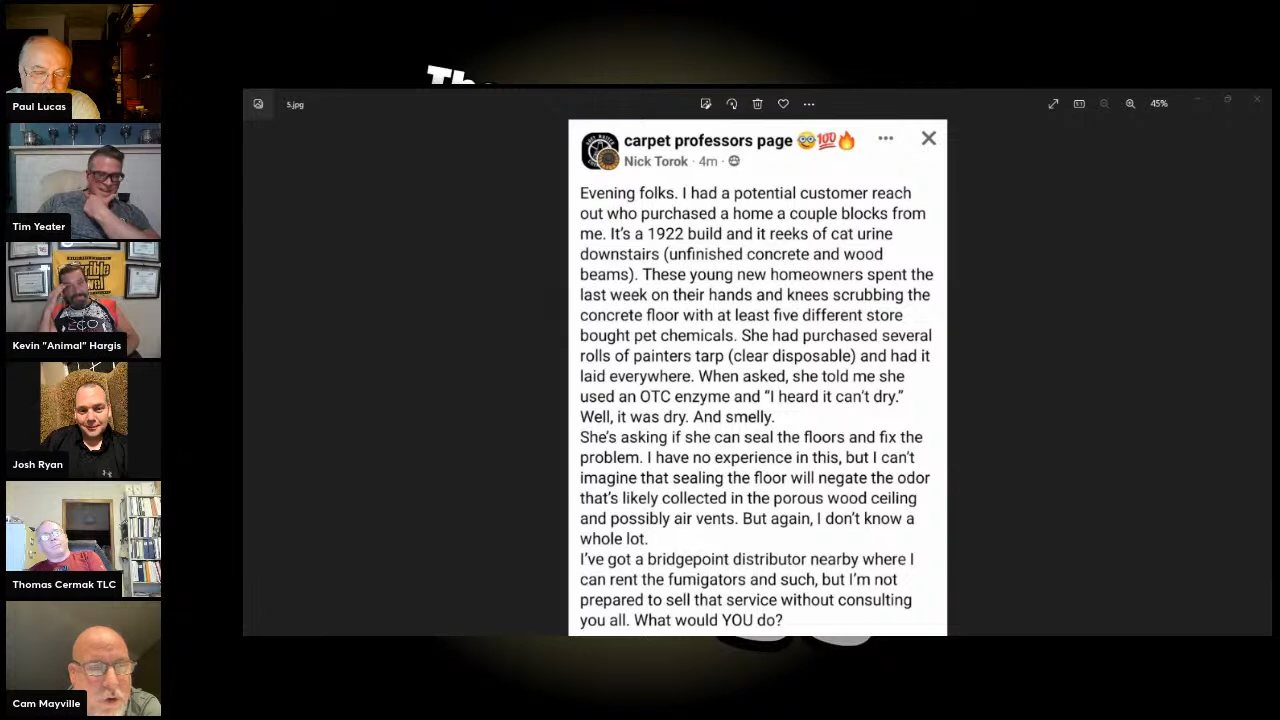 Paul Lucas
Tim Yeater
Kevin "Animal" Hargis
Josh Ryan
Thomas Cermak TLC
Cam Mayville
The
5.jpg
45%
carpet professors page 🤓💯🔥
Nick Torok · 4m ·
Evening folks. I had a potential customer reach
out who purchased a home a couple blocks from
me. It's a 1922 build and it reeks of cat urine
downstairs (unfinished concrete and wood
beams). These young new homeowners spent the
last week on their hands and knees scrubbing the
concrete floor with at least five different store
bought pet chemicals. She had purchased several
rolls of painters tarp (clear disposable) and had it
laid everywhere. When asked, she told me she
used an OTC enzyme and “I heard it can’t dry.”
Well, it was dry. And smelly.
She’s asking if she can seal the floors and fix the
problem. I have no experience in this, but I can’t
imagine that sealing the floor will negate the odor
that’s likely collected in the porous wood ceiling
and possibly air vents. But again, I don’t know a
whole lot.
I’ve got a bridgepoint distributor nearby where I
can rent the fumigators and such, but I’m not
prepared to sell that service without consulting
you all. What would YOU do?